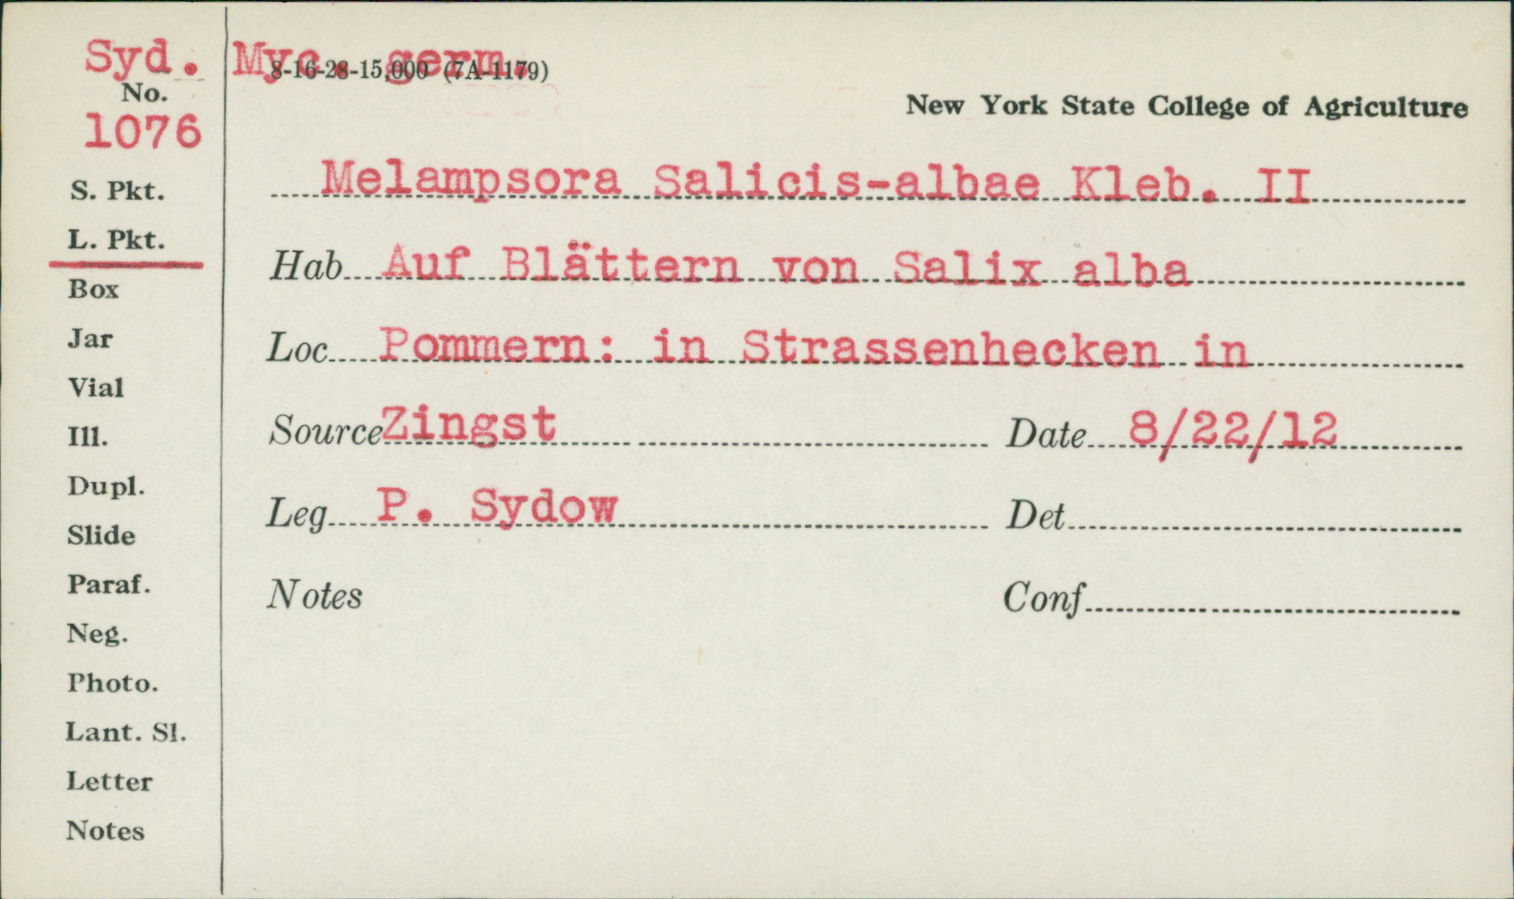 Syd. Myc. germ.
8-16-28-15,000 (7A-1179)
No.
1076
New York State College of Agriculture
S. Pkt.
Melampsora Salicis-albae Kleb. II
L. Pkt.
Hab Auf Blättern von Salix alba
Box
Jar
Loc Pommern: in Strassenhecken in
Vial
Ill.
Source Zingst Date 8/22/12
Dupl.
Leg P. Sydow Det
Slide
Paraf.
Notes Conf
Neg.
Photo.
Lant. Sl.
Letter
Notes